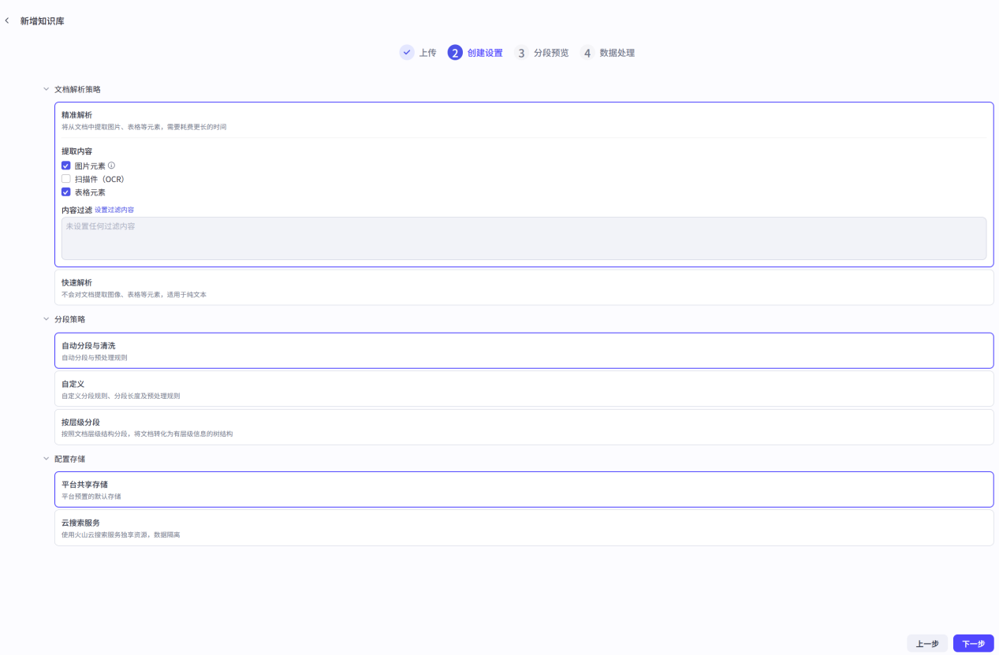 新增知识库
上传 2 创建设置 3 分段预览 4 数据处理
文档解析策略
精准解析
将从文档中提取图片、表格等元素，需要耗费更长的时间
提取内容
图片元素
扫描件（OCR）
表格元素
内容过滤 设置过滤内容
未设置任何过滤内容
快速解析
不会对文档提取图像、表格等元素，适用于纯文本
分段策略
自动分段与清洗
自动分段与预处理规则
自定义
自定义分段规则、分段长度及预处理规则
按层级分段
按照文档层级结构分段，将文档转化为有层级信息的树结构
配置存储
平台共享存储
平台预置的默认存储
云搜索服务
使用火山云搜索服务独享资源，数据隔离
上一步 下一步